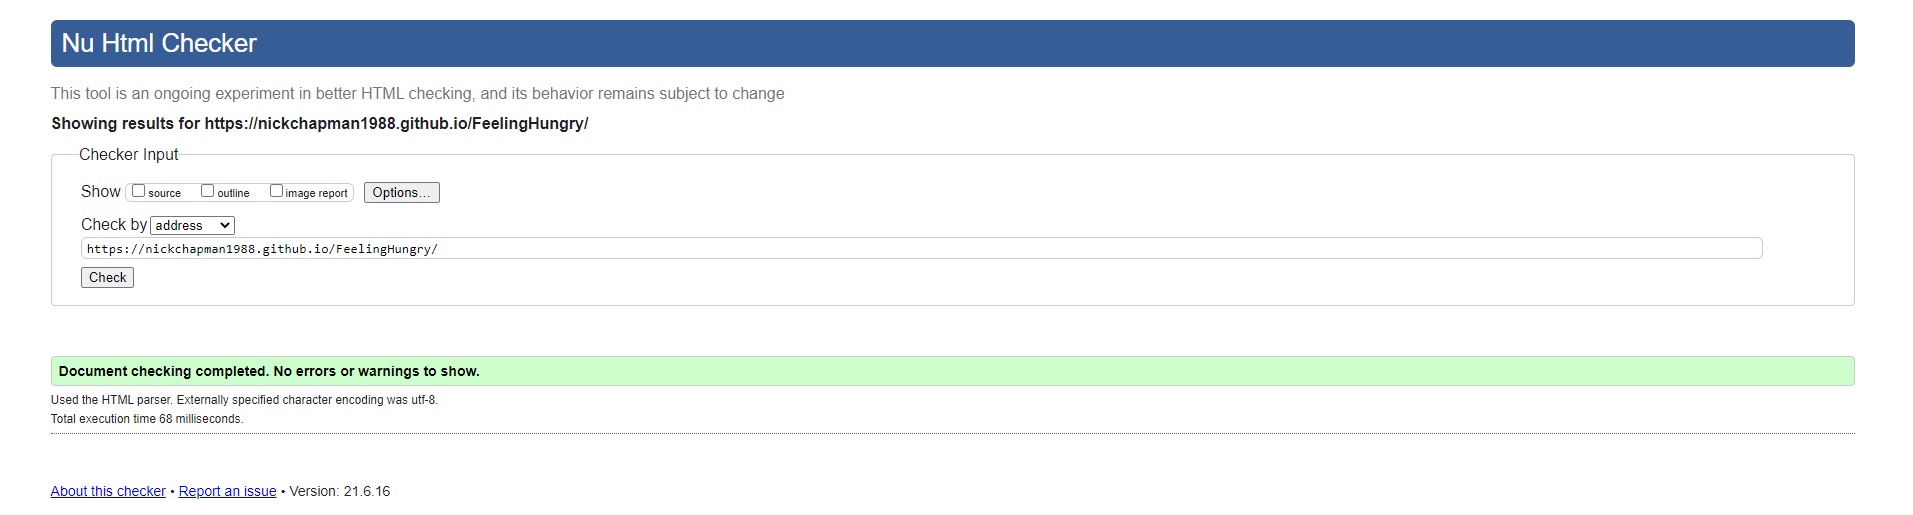 Nu Html Checker
This tool is an ongoing experiment in better HTML checking, and its behavior remains subject to change
Showing results for https://nickchapman1988.github.io/FeelingHungry/
Checker Input
Show source outline image report Options...
Check by address
https://nickchapman1988.github.io/FeelingHungry/
Check
Document checking completed. No errors or warnings to show.
Used the HTML parser. Externally specified character encoding was utf-8.
Total execution time 68 milliseconds.
About this checker • Report an issue • Version: 21.6.16